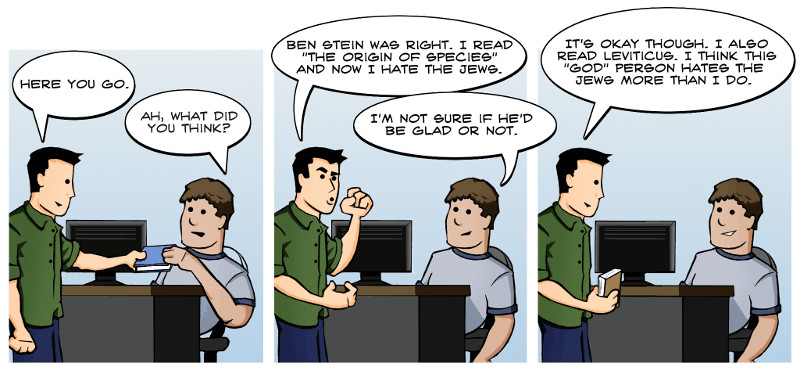 HERE YOU GO.
AH, WHAT DID
YOU THINK?
BEN STEIN WAS RIGHT. I READ
"THE ORIGIN OF SPECIES"
AND NOW I HATE THE JEWS.
I'M NOT SURE IF HE'D
BE GLAD OR NOT.
IT'S OKAY THOUGH. I ALSO
READ LEVITICUS. I THINK THIS
"GOD" PERSON HATES THE
JEWS MORE THAN I DO.